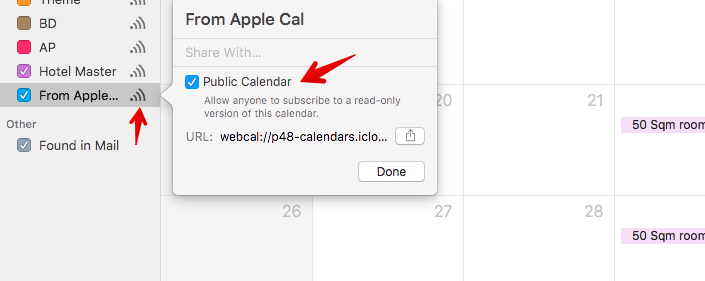 Theme
BD
AP
Hotel Master
From Apple...
Other
Found in Mail
From Apple Cal
Share With...
Public Calendar
Allow anyone to subscribe to a read-only
version of this calendar.
URL: webcal://p48-calendars.iclo...
Done
20
21
50 Sqm room
26
27
28
50 Sqm room